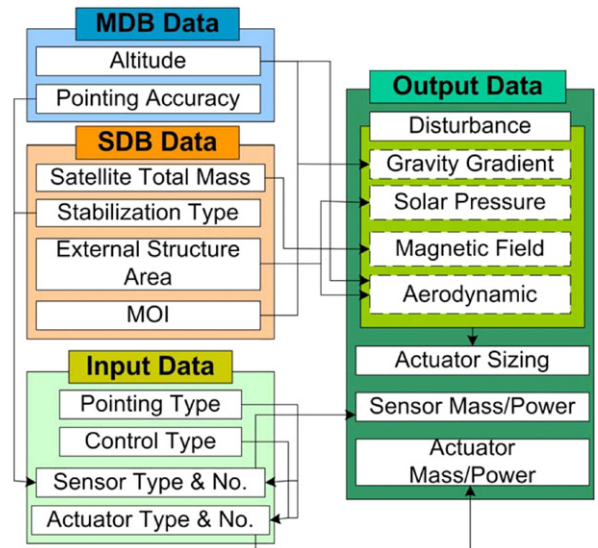 MDB Data
Altitude
Pointing Accuracy
SDB Data
Satellite Total Mass
Stabilization Type
External Structure
Area
MOI
Input Data
Pointing Type
Control Type
Sensor Type & No.
Actuator Type & No.
Output Data
Disturbance
Gravity Gradient
Solar Pressure
Magnetic Field
Aerodynamic
Actuator Sizing
Sensor Mass/Power
Actuator
Mass/Power